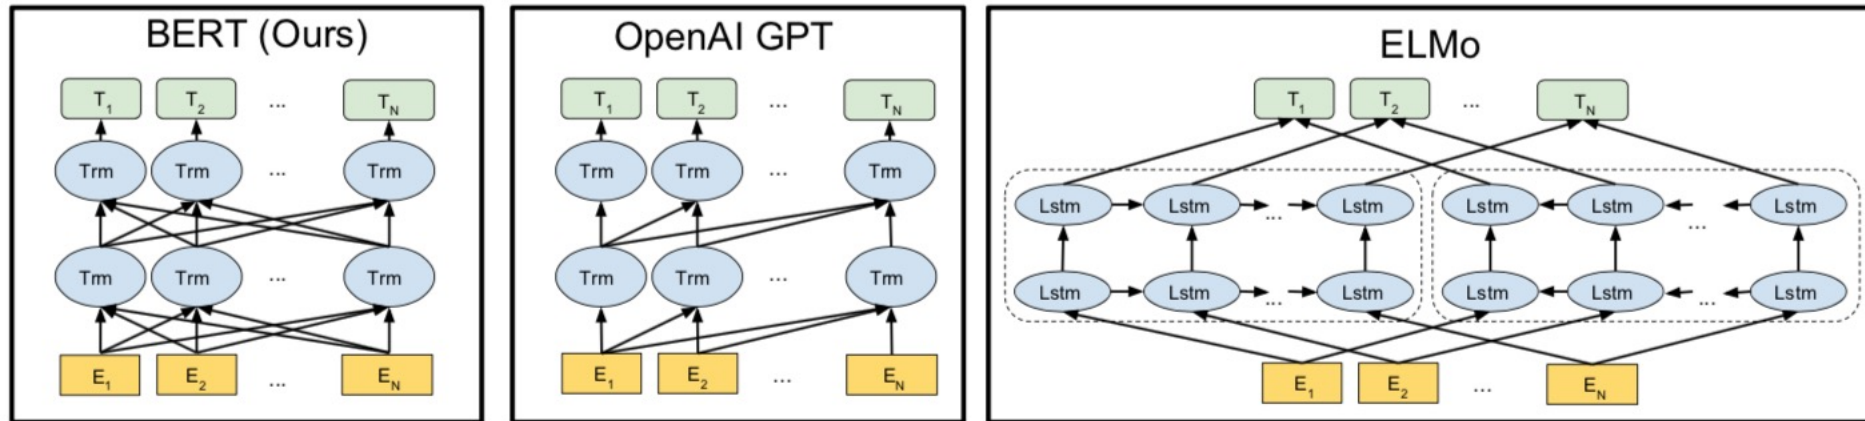 BERT (Ours)
T1 T2 ... TN
Trm Trm ... Trm
Trm Trm ... Trm
E1 E2 ... EN
OpenAI GPT
T1 T2 ... TN
Trm Trm ... Trm
Trm Trm ... Trm
E1 E2 ... EN
ELMo
T1 T2 ... TN
Lstm Lstm ... Lstm Lstm Lstm ... Lstm
Lstm Lstm ... Lstm Lstm Lstm ... Lstm
E1 E2 ... EN